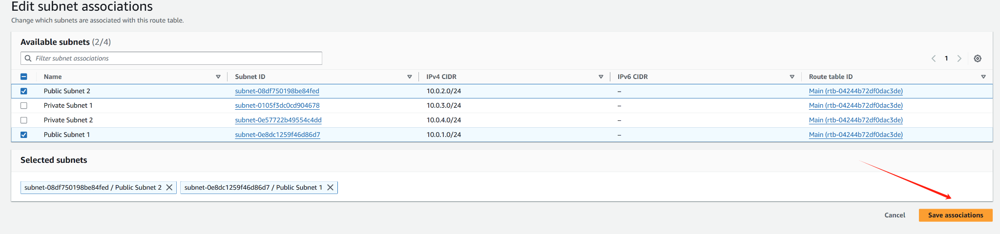 Edit subnet associations
Change which subnets are associated with this route table.
Available subnets (2/4)
Filter subnet associations
1
Name Subnet ID IPv4 CIDR IPv6 CIDR Route table ID
Public Subnet 2 subnet-08df750198be84fed 10.0.2.0/24 – Main (rtb-04244b72df0dac3de)
Private Subnet 1 subnet-0105f3dc0cd904678 10.0.3.0/24 – Main (rtb-04244b72df0dac3de)
Private Subnet 2 subnet-0e57722b49554c4dd 10.0.4.0/24 – Main (rtb-04244b72df0dac3de)
Public Subnet 1 subnet-0e8dc1259f46d86d7 10.0.1.0/24 – Main (rtb-04244b72df0dac3de)
Selected subnets
subnet-08df750198be84fed / Public Subnet 2 subnet-0e8dc1259f46d86d7 / Public Subnet 1
Cancel Save associations